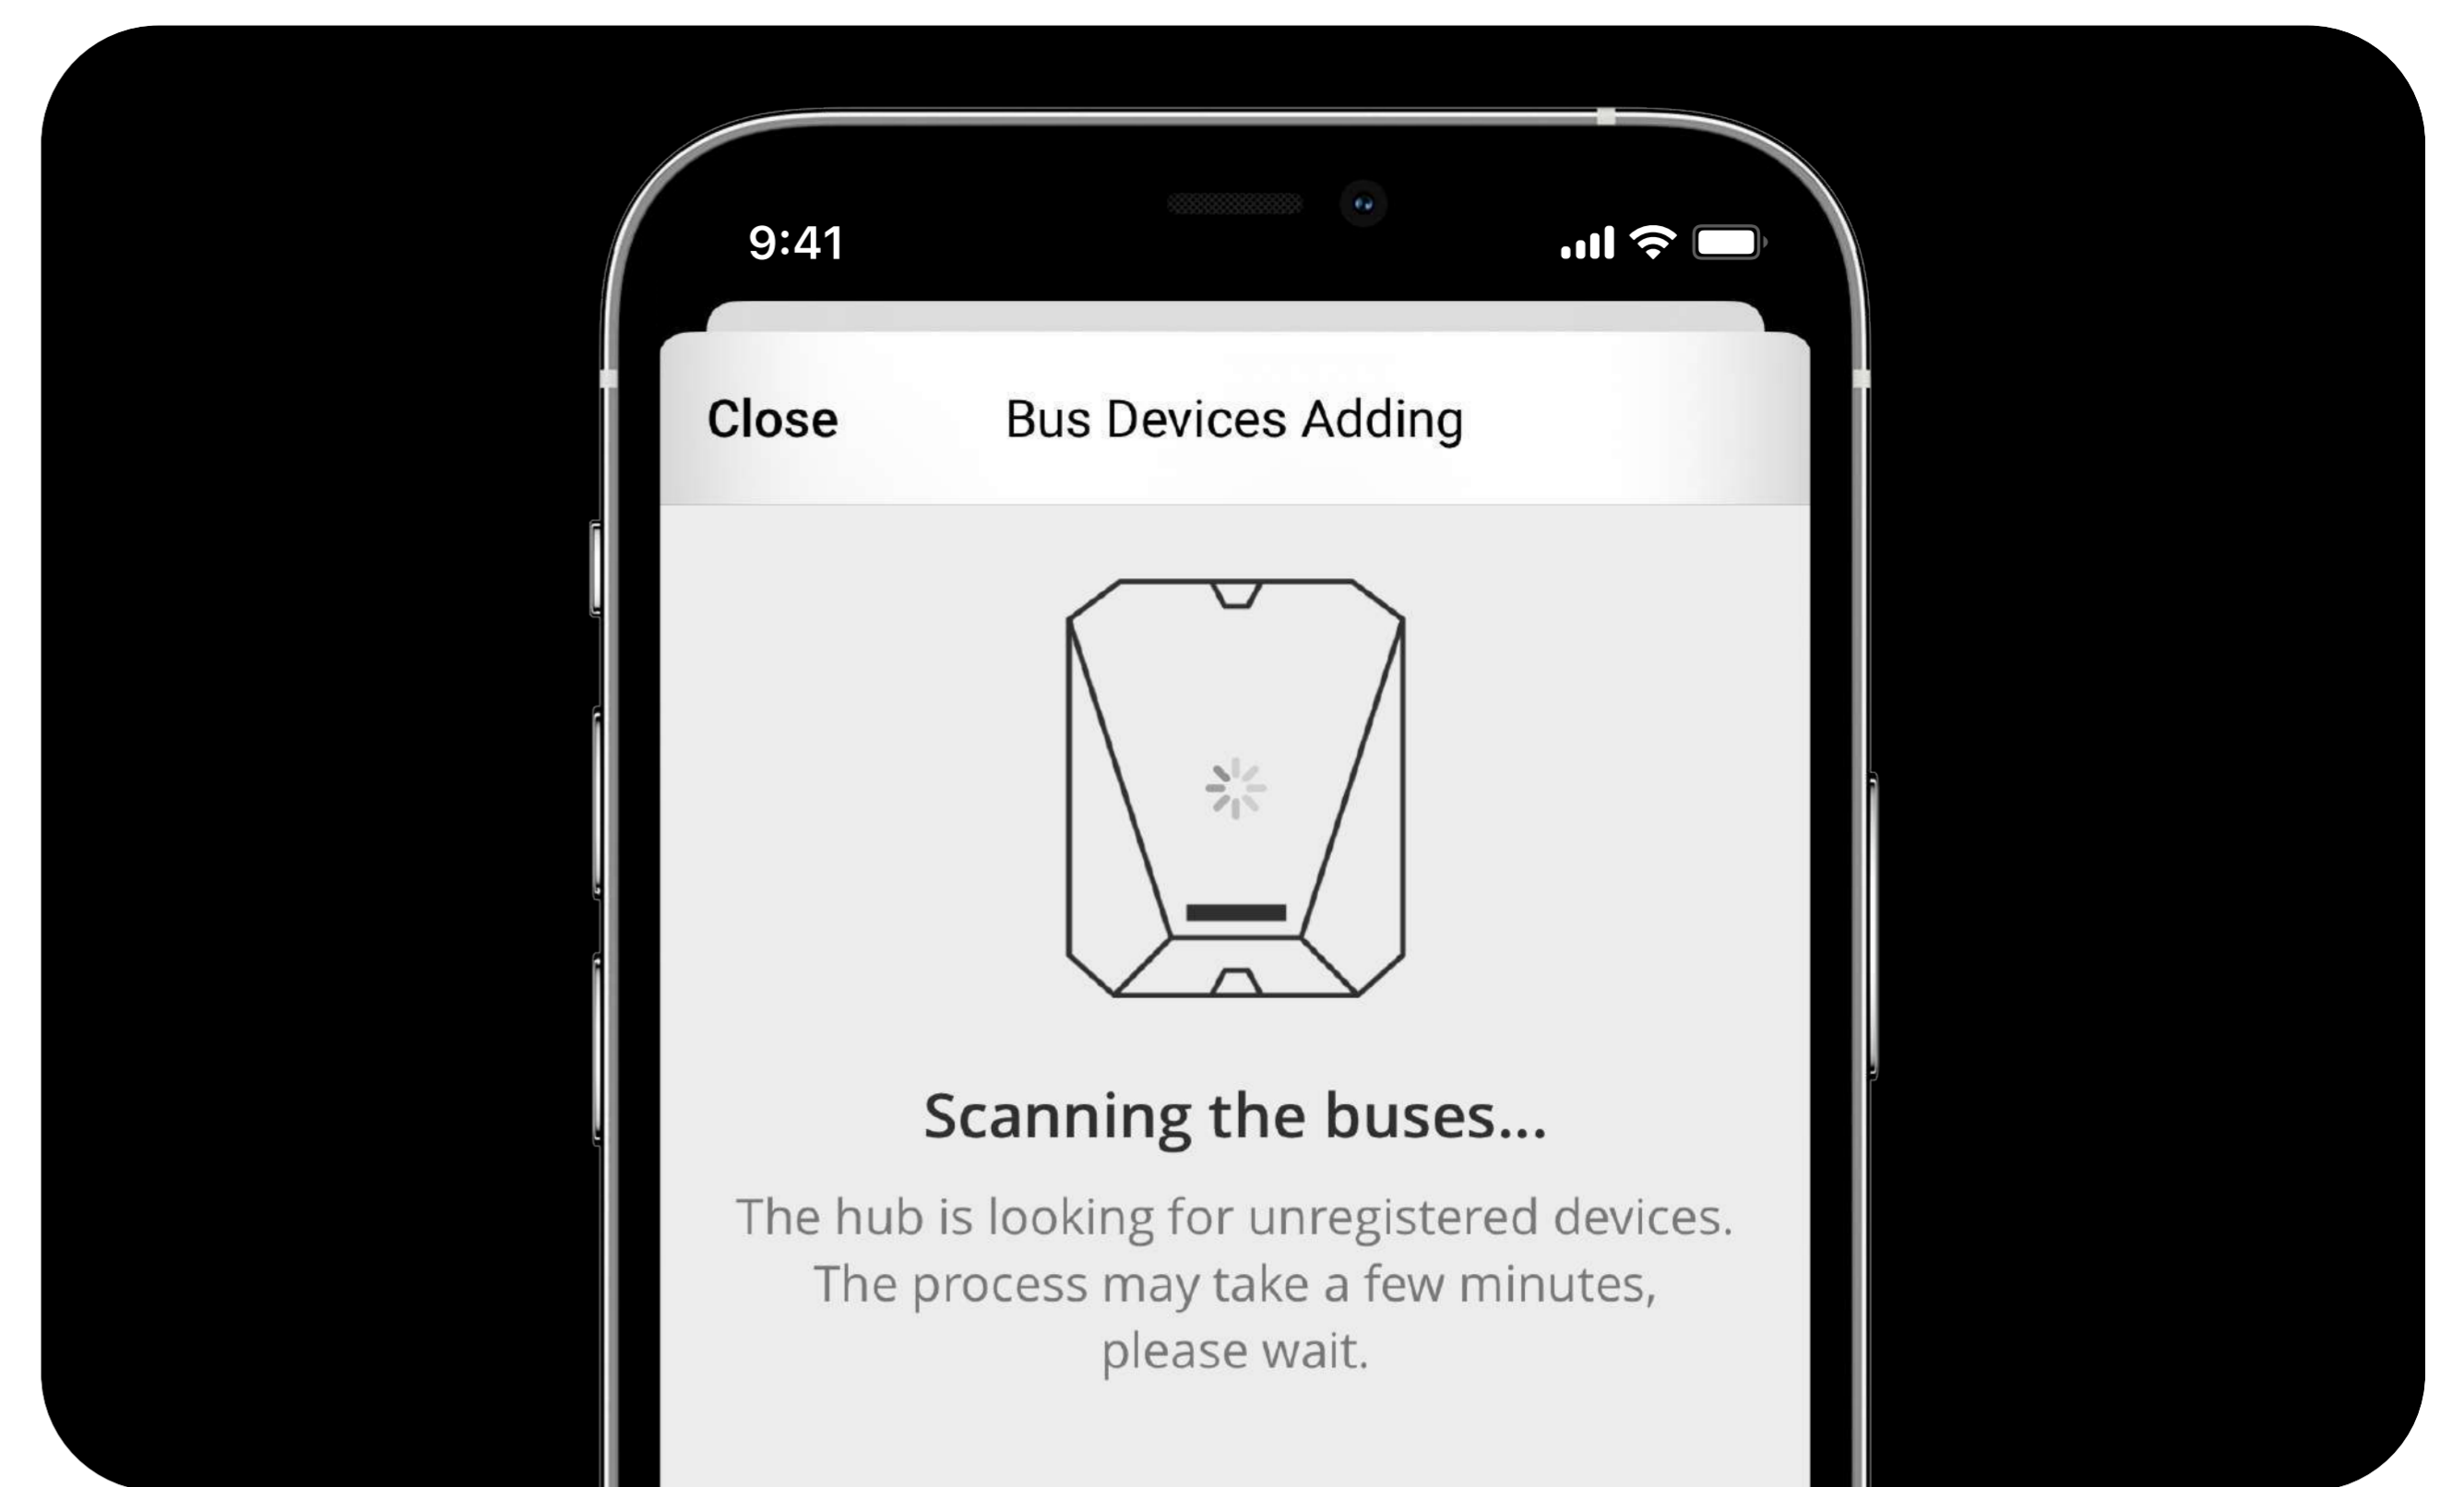 9:41
Close
Bus Devices Adding
Scanning the buses...
The hub is looking for unregistered devices.
The process may take a few minutes,
please wait.